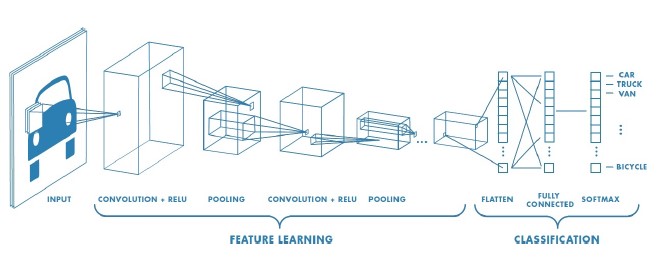 CAR
TRUCK
VAN
BICYCLE
INPUT
CONVOLUTION + RELU
POOLING
CONVOLUTION + RELU
POOLING
FLATTEN
FULLY
CONNECTED
SOFTMAX
FEATURE LEARNING
CLASSIFICATION